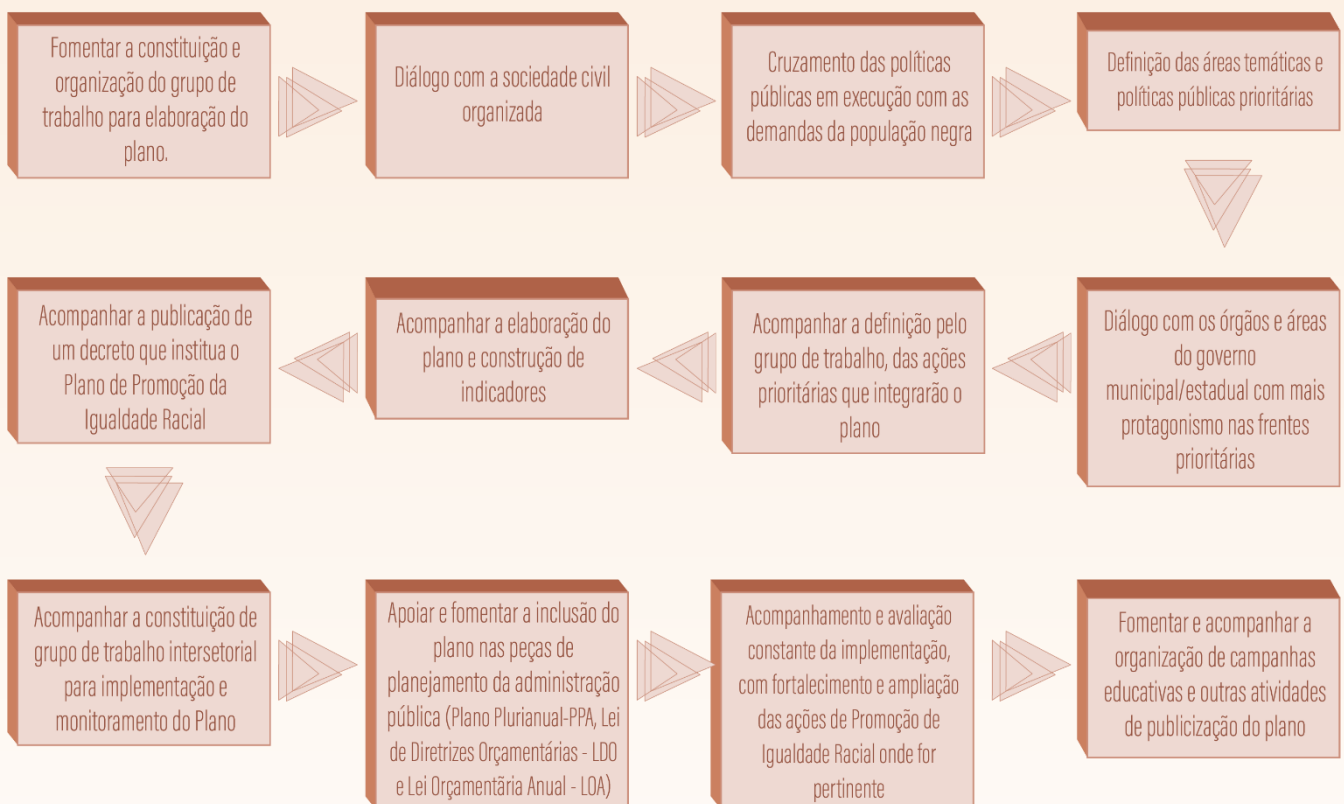 Fomentar a constituição e
organização do grupo de
trabalho para elaboração do
plano.
Diálogo com a sociedade civil
organizada
Cruzamento das políticas
públicas em execução com as
demandas da população negra
Definição das áreas temáticas e
políticas públicas prioritárias
Diálogo com os órgãos e áreas
do governo
municipal/estadual com mais
protagonismo nas frentes
prioritárias
Acompanhar a definição pelo
grupo de trabalho, das ações
prioritárias que integrarão o
plano
Acompanhar a elaboração do
plano e construção de
indicadores
Acompanhar a publicação de
um decreto que institua o
Plano de Promoção da
Igualdade Racial
Acompanhar a constituição de
grupo de trabalho intersetorial
para implementação e
monitoramento do Plano
Apoiar e fomentar a inclusão do
plano nas peças de
planejamento da administração
pública (Plano Plurianual-PPA, Lei
de Diretrizes Orçamentárias - LDO
e Lei Orçamentãria Anual - LOA)
Acompanhamento e avaliação
constante da implementação,
com fortalecimento e ampliação
das ações de Promoção de
Igualdade Racial onde for
pertinente
Fomentar e acompanhar a
organização de campanhas
educativas e outras atividades
de publicização do plano